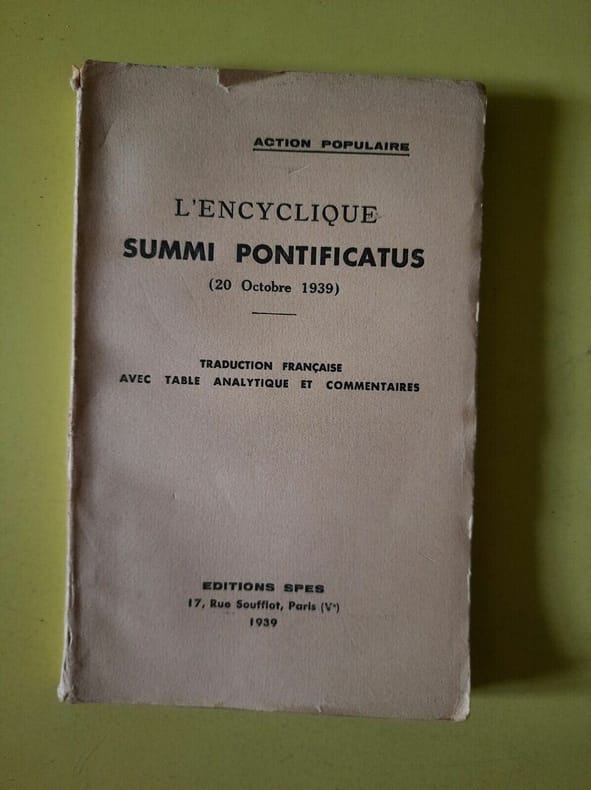 ACTION POPULAIRE
L'ENCYCLIQUE
SUMMI PONTIFICATUS
(20 Octobre 1939)
TRADUCTION FRANÇAISE
AVEC TABLE ANALYTIQUE ET COMMENTAIRES
EDITIONS SPES
17, Rue Soufflot, Paris (Vᵉ)
1939